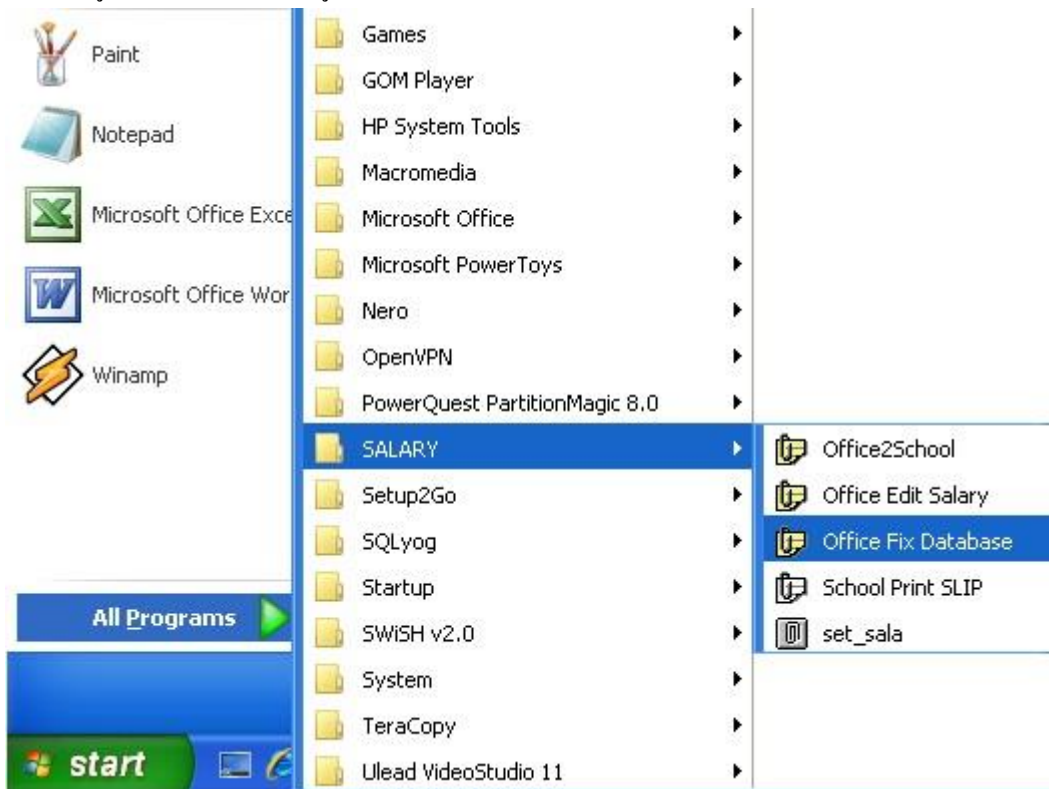 Paint
Notepad
Microsoft Office Exce
Microsoft Office Wor
Winamp
All Programs
start
Games
GOM Player
HP System Tools
Macromedia
Microsoft Office
Microsoft PowerToys
Nero
OpenVPN
PowerQuest PartitionMagic 8.0
SALARY
Setup2Go
SQLyog
Startup
SWiSH v2.0
System
TeraCopy
Ulead VideoStudio 11
Office2School
Office Edit Salary
Office Fix Database
School Print SLIP
set_sala